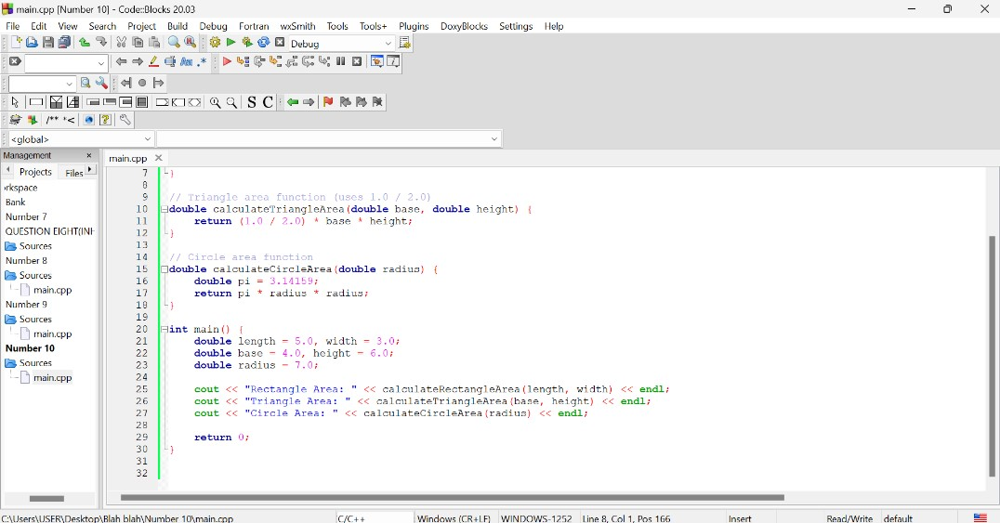 main.cpp [Number 10] - Code::Blocks 20.03
File Edit View Search Project Build Debug Fortran wxSmith Tools Tools+ Plugins DoxyBlocks Settings Help
Debug
S C
/** *<
<global>
Management
main.cpp
Projects Files
rkspace
Bank
Number 7
QUESTION EIGHT(INH
Sources
Number 8
Sources
main.cpp
Number 9
Sources
main.cpp
Number 10
Sources
main.cpp
7 }
8
9 // Triangle area function (uses 1.0 / 2.0)
10 double calculateTriangleArea(double base, double height) {
11 return (1.0 / 2.0) * base * height;
12 }
13
14 // Circle area function
15 double calculateCircleArea(double radius) {
16 double pi = 3.14159;
17 return pi * radius * radius;
18 }
19
20 int main() {
21 double length = 5.0, width = 3.0;
22 double base = 4.0, height = 6.0;
23 double radius = 7.0;
24
25 cout << "Rectangle Area: " << calculateRectangleArea(length, width) << endl;
26 cout << "Triangle Area: " << calculateTriangleArea(base, height) << endl;
27 cout << "Circle Area: " << calculateCircleArea(radius) << endl;
28
29 return 0;
30 }
31
32
C:\Users\USER\Desktop\Blah blah\Number 10\main.cpp C/C++ Windows (CR+LF) WINDOWS-1252 Line 8, Col 1, Pos 166 Insert Read/Write default